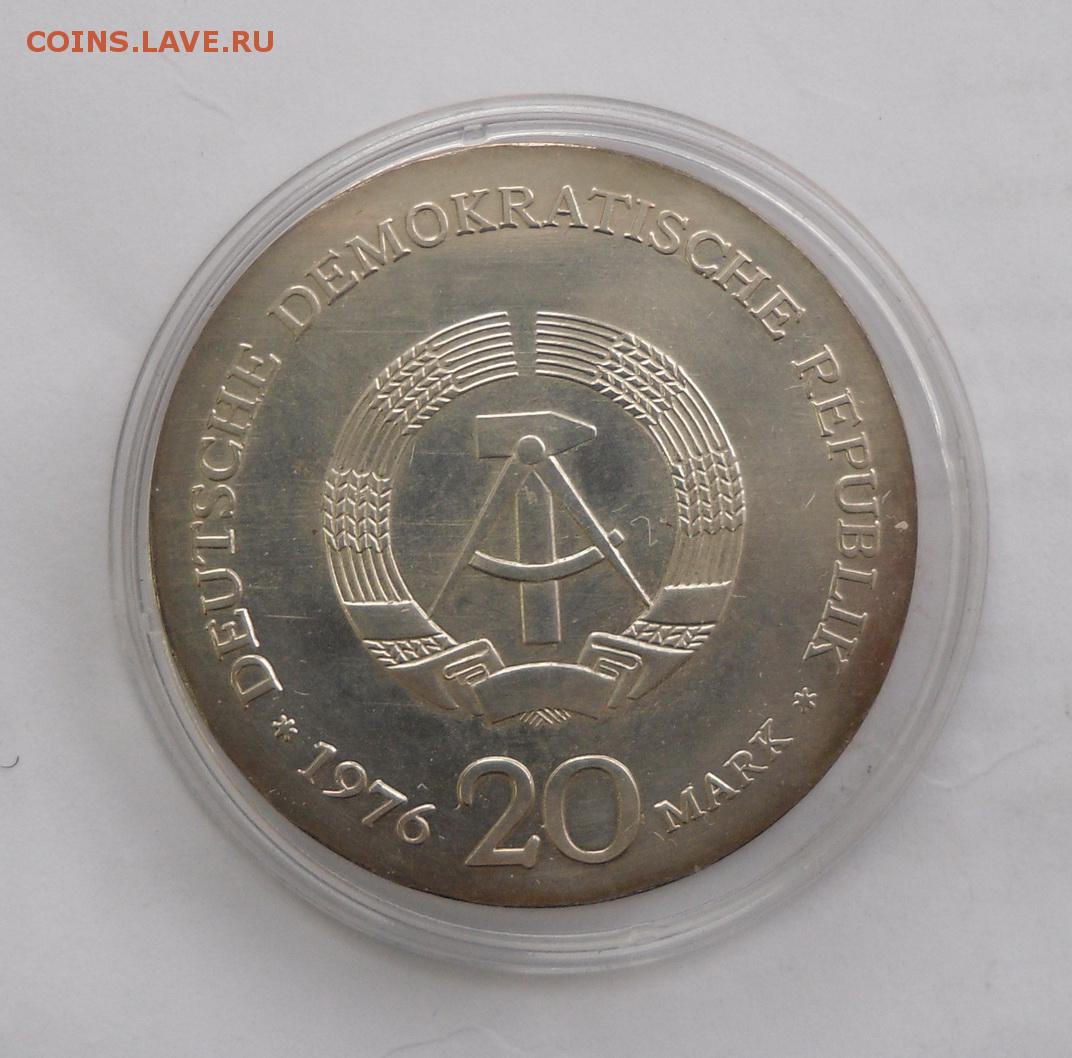 COINS.LAVE.RU
DEUTSCHE DEMOKRATISCHE REPUBLIK
* 1976 20 MARK *